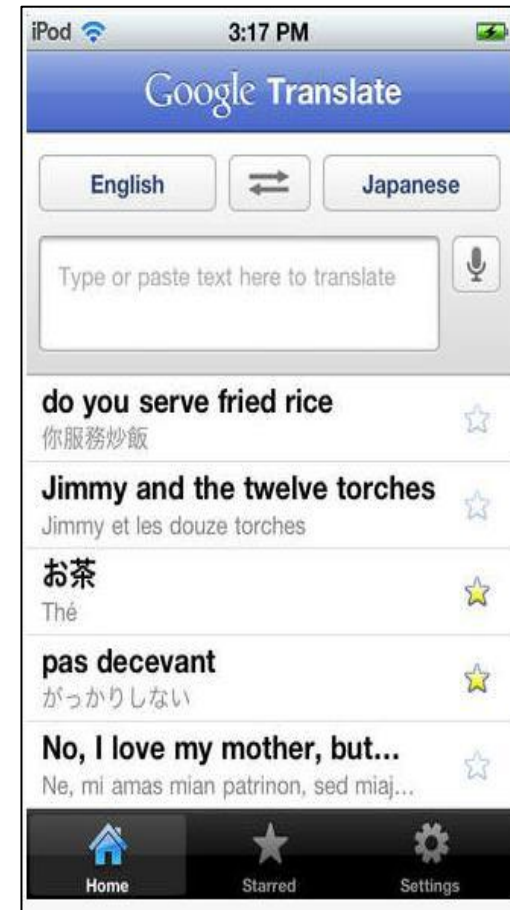 iPod 3:17 PM
Google Translate
English Japanese
Type or paste text here to translate
do you serve fried rice
你服務炒飯
Jimmy and the twelve torches
Jimmy et les douze torches
お茶
Thé
pas decevant
がっかりしない
No, I love my mother, but...
Ne, mi amas mian patrinon, sed miaj...
Home Starred Settings